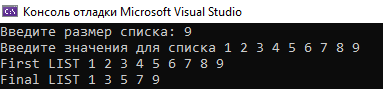 Консоль отладки Microsoft Visual Studio
Введите размер списка: 9
Введите значения для списка 1 2 3 4 5 6 7 8 9
First LIST 1 2 3 4 5 6 7 8 9
Final LIST 1 3 5 7 9